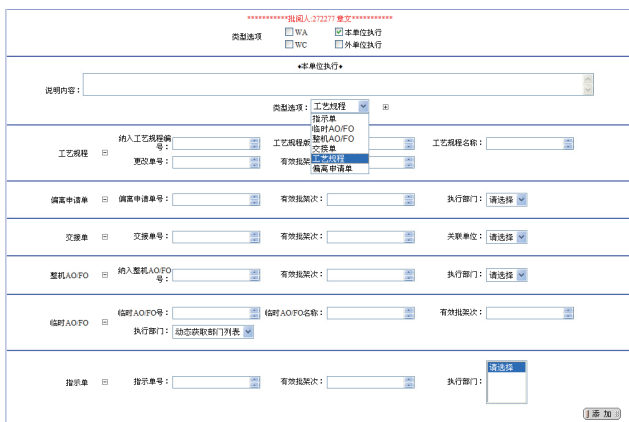 ***********批阅人:272277 意文***********
类型选项 WA 本单位执行
WC 外单位执行
♦本单位执行♦
说明内容：
类型选项：工艺规程
指示单
临时AO/FO
整机AO/FO
交接单
工艺规程
偏离申请单
工艺规程 纳入工艺规程编号： 工艺规程 工艺规程名称：
更改单号： 有效批架
偏离申请单 偏离申请单号： 有效批架次： 执行部门：请选择
交接单 交接单号： 有效批架次： 关联单位：请选择
整机AO/FO 纳入整机AO/FO号： 有效批架次： 执行部门：请选择
临时AO/FO 临时AO/FO号： 临时AO/FO名称： 有效批架次：
执行部门：动态获取部门列表
指示单 指示单号： 有效批架次： 执行部门：请选择
添 加